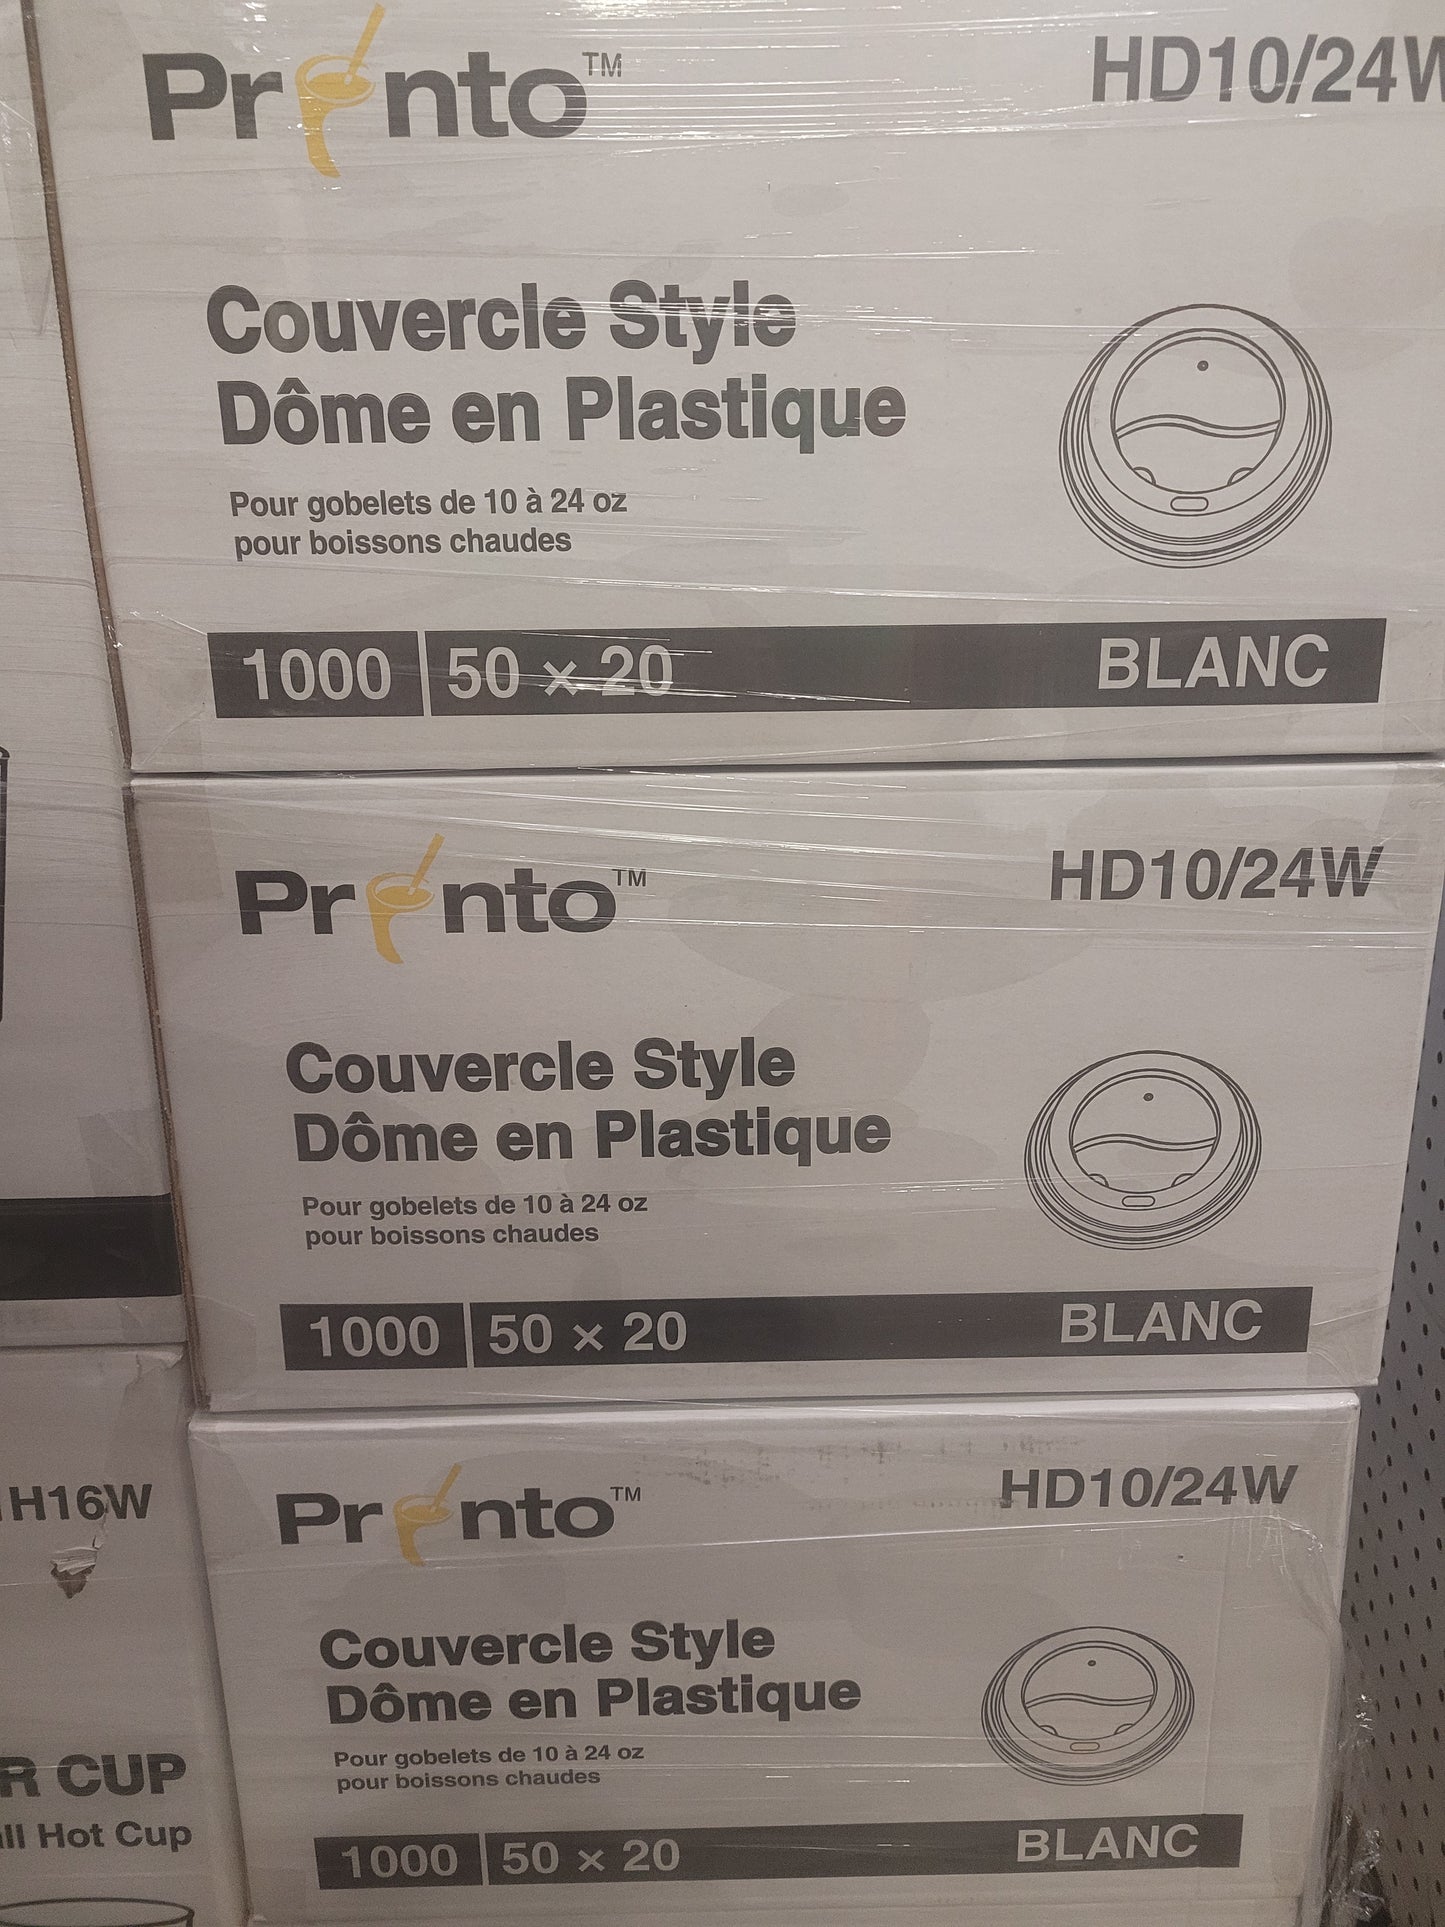 Pronto™
HD10/24W
Couvercle Style
Dôme en Plastique
Pour gobelets de 10 à 24 oz
pour boissons chaudes
1000 50 × 20 BLANC
Pronto™
HD10/24W
Couvercle Style
Dôme en Plastique
Pour gobelets de 10 à 24 oz
pour boissons chaudes
1000 50 × 20 BLANC
Pronto™
HD10/24W
Couvercle Style
Dôme en Plastique
Pour gobelets de 10 à 24 oz
pour boissons chaudes
1000 50 × 20 BLANC
H16W
CUP
Hot Cup